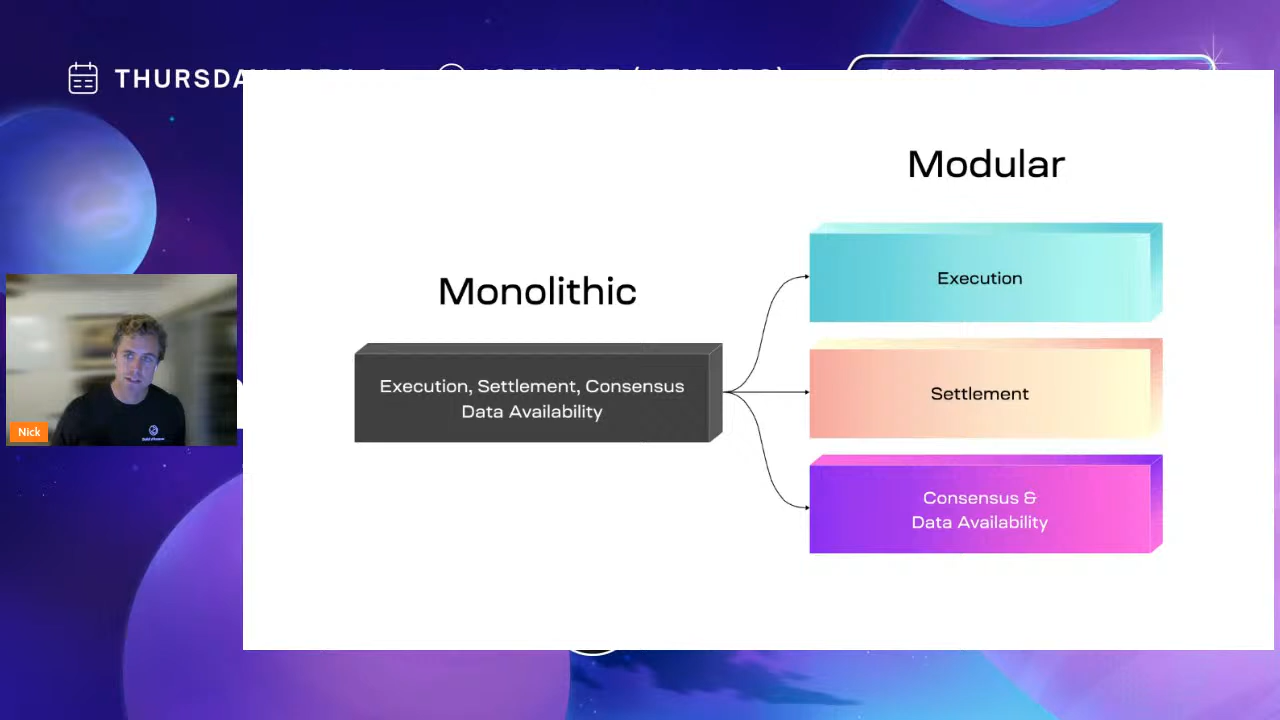 THURSDA
Modular
Monolithic
Execution
Execution, Settlement, Consensus
Data Availability
Settlement
Consensus &
Data Availability
Nick